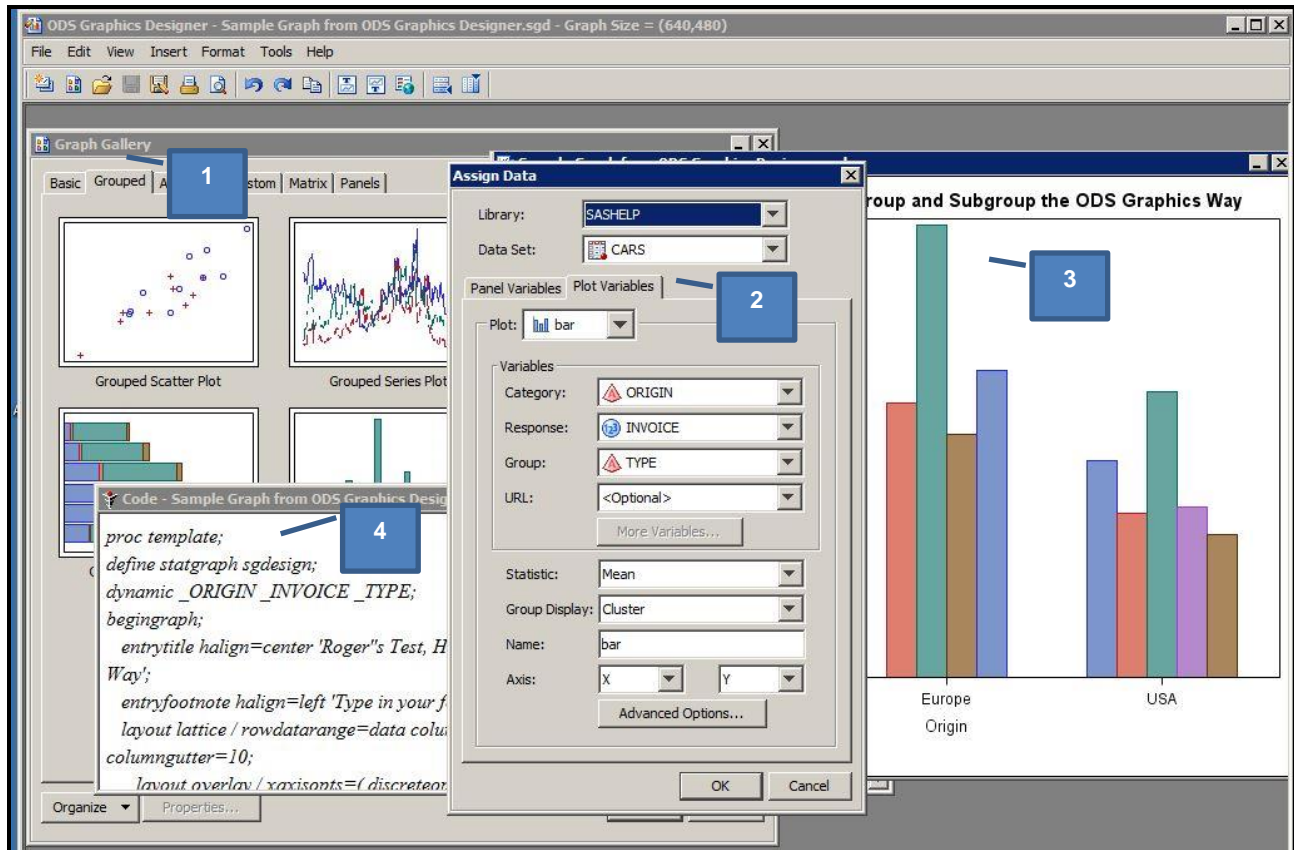 ODS Graphics Designer - Sample Graph from ODS Graphics Designer.sgd - Graph Size = (640,480)
File Edit View Insert Format Tools Help
Graph Gallery
1
Basic Grouped Matrix Panels
Grouped Scatter Plot
Grouped Series Plot
Assign Data
Library: SASHELP
Data Set: CARS
Panel Variables Plot Variables
2
Plot: bar
Variables
Category: ORIGIN
Response: INVOICE
Group: TYPE
URL: <Optional>
More Variables...
Statistic: Mean
Group Display: Cluster
Name: bar
Axis: X Y
Advanced Options...
OK Cancel
and Subgroup the ODS Graphics Way
3
Europe USA
Origin
Code - Sample Graph from ODS Graphics
4
proc template;
define statgraph sgdesign;
dynamic _ORIGIN _INVOICE _TYPE;
begingraph;
entrytitle halign=center 'Roger''s Test, H
Way';
entryfootnote halign=left 'Type in your f
layout lattice / rowdatarange=data colu
columngutter=10;
layout overlay / xaxisopts=( discreteop
Organize Properties...